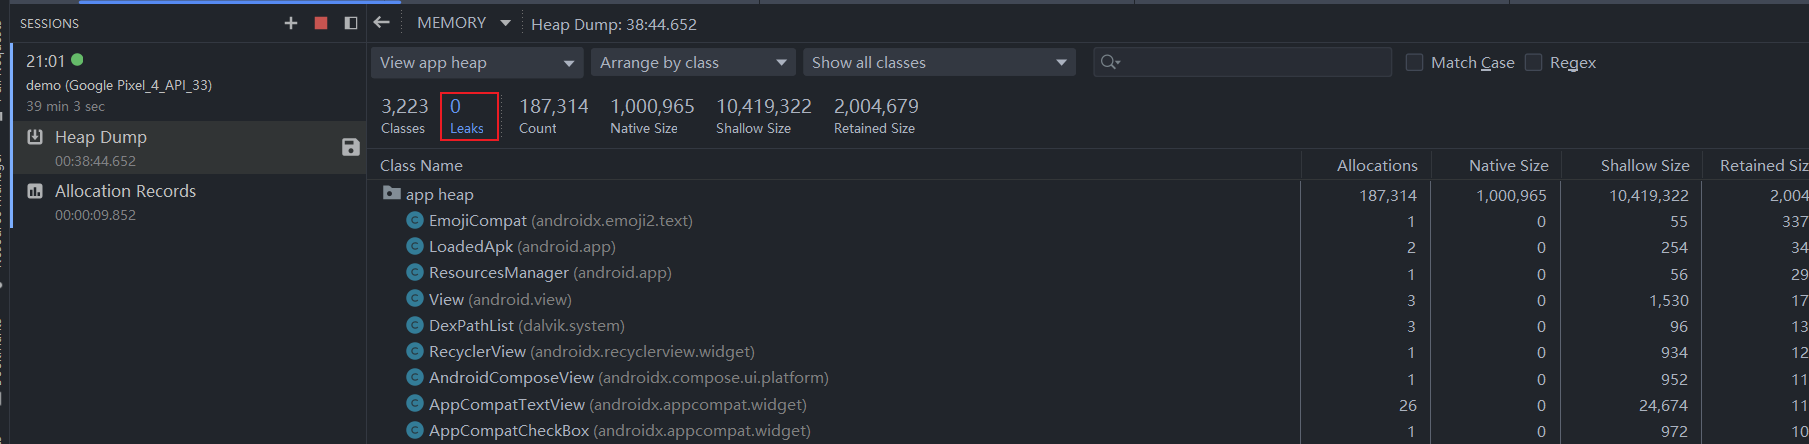 SESSIONS
MEMORY
Heap Dump: 38:44.652
21:01
demo (Google Pixel_4_API_33)
39 min 3 sec
Heap Dump
00:38:44.652
Allocation Records
00:00:09.852
View app heap
Arrange by class
Show all classes
Match Case
Regex
3,223 0 187,314 1,000,965 10,419,322 2,004,679
Classes Leaks Count Native Size Shallow Size Retained Size
Class Name Allocations Native Size Shallow Size Retained Siz
app heap 187,314 1,000,965 10,419,322 2,004
EmojiCompat (androidx.emoji2.text) 1 0 55 337
LoadedApk (android.app) 2 0 254 34
ResourcesManager (android.app) 1 0 56 29
View (android.view) 3 0 1,530 17
DexPathList (dalvik.system) 3 0 96 13
RecyclerView (androidx.recyclerview.widget) 1 0 934 12
AndroidComposeView (androidx.compose.ui.platform) 1 0 952 11
AppCompatTextView (androidx.appcompat.widget) 26 0 24,674 11
AppCompatCheckBox (androidx.appcompat.widget) 1 0 972 10